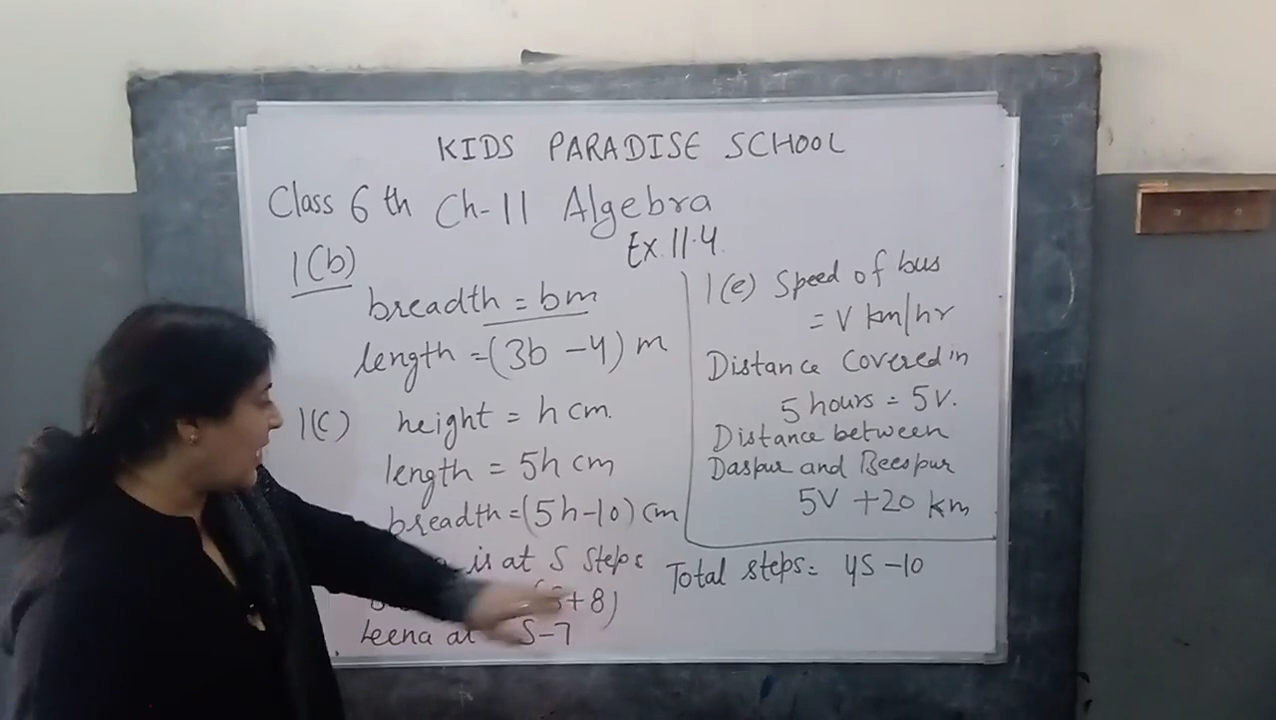 KIDS PARADISE SCHOOL
Class 6th Ch-11 Algebra
Ex. 11.4
1(b)
breadth = bm
length = (3b - 4) m
1(c) height = h cm.
length = 5h cm
breadth = (5h - 10) cm
is at S Steps
(S + 8)
Leena at S - 7
1(e) Speed of bus
= V km/hr
Distance Covered in
5 hours = 5V.
Distance between
Daspur and Beespur
5V + 20 km
Total steps = 4S - 10